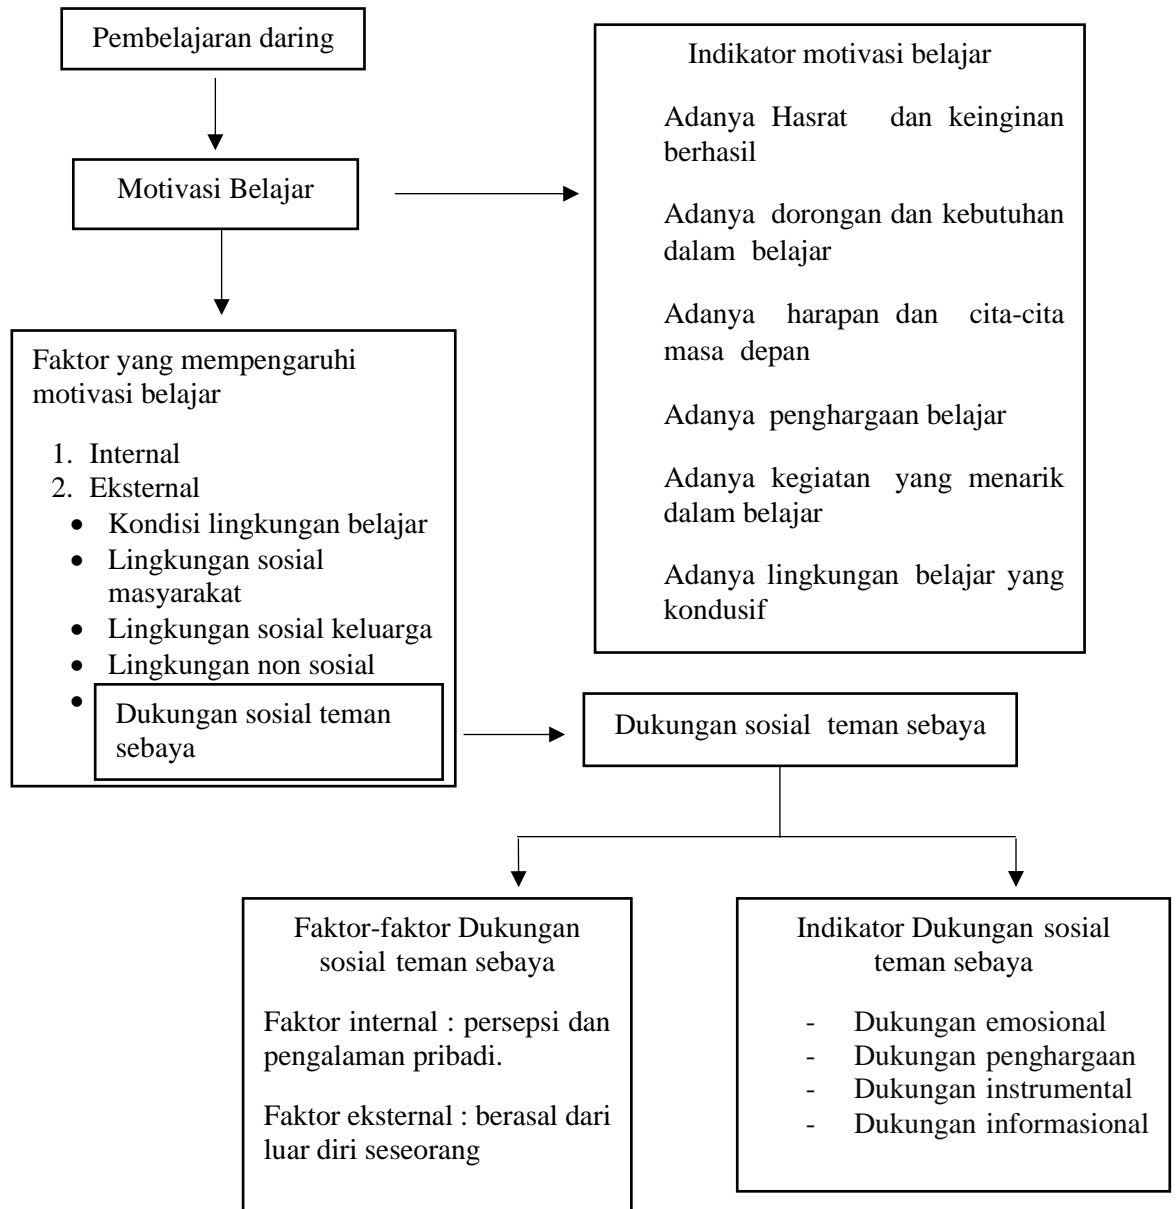 Pembelajaran daring
Motivasi Belajar
Indikator motivasi belajar
Adanya Hasrat dan keinginan
berhasil
Adanya dorongan dan kebutuhan
dalam belajar
Adanya harapan dan cita-cita
masa depan
Adanya penghargaan belajar
Adanya kegiatan yang menarik
dalam belajar
Adanya lingkungan belajar yang
kondusif
Faktor yang mempengaruhi
motivasi belajar
1. Internal
2. Eksternal
• Kondisi lingkungan belajar
• Lingkungan sosial
masyarakat
• Lingkungan sosial keluarga
• Lingkungan non sosial
• Dukungan sosial teman
sebaya
Dukungan sosial teman sebaya
Faktor-faktor Dukungan
sosial teman sebaya
Faktor internal : persepsi dan
pengalaman pribadi.
Faktor eksternal : berasal dari
luar diri seseorang
Indikator Dukungan sosial
teman sebaya
- Dukungan emosional
- Dukungan penghargaan
- Dukungan instrumental
- Dukungan informasional